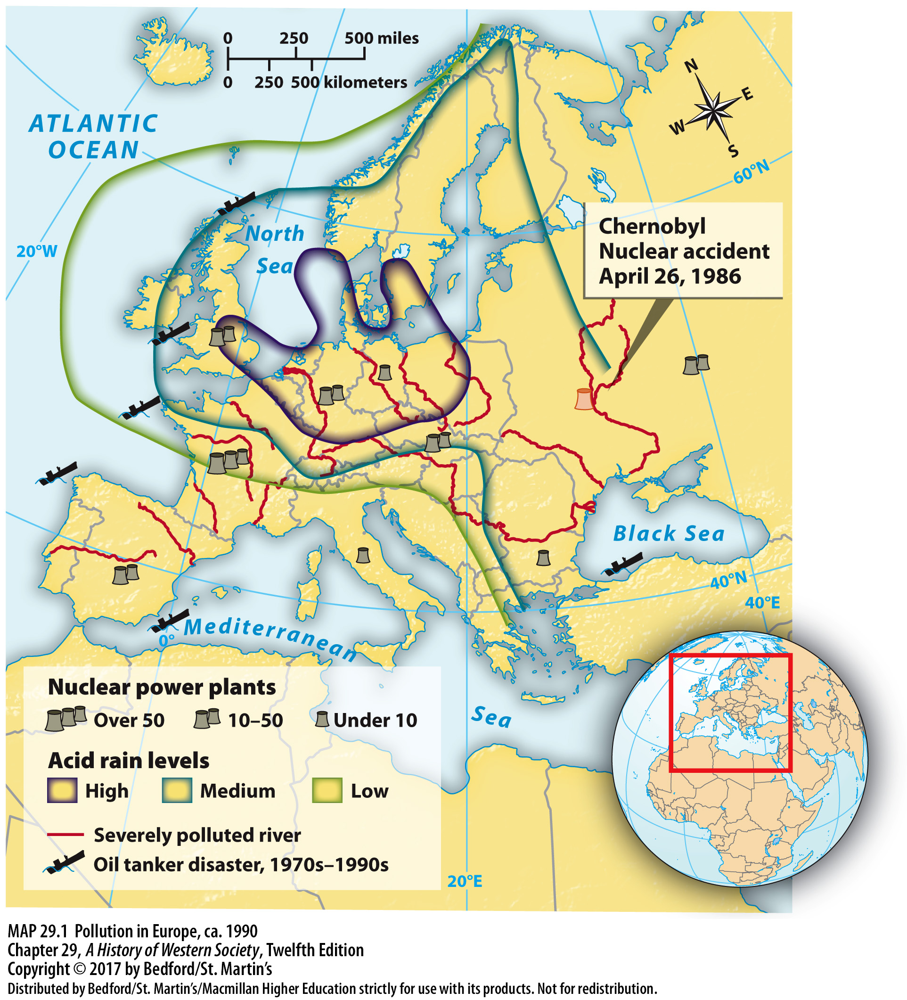 0 250 500 miles
0 250 500 kilometers
N
E
W
S
ATLANTIC
OCEAN
60°N
20°W
North
Sea
Chernobyl
Nuclear accident
April 26, 1986
Black Sea
40°N
40°E
0°
Mediterranean
Sea
20°E
Nuclear power plants
Over 50
10–50
Under 10
Acid rain levels
High
Medium
Low
Severely polluted river
Oil tanker disaster, 1970s–1990s
MAP 29.1 Pollution in Europe, ca. 1990
Chapter 29, A History of Western Society, Twelfth Edition
Copyright © 2017 by Bedford/St. Martin’s
Distributed by Bedford/St. Martin’s/Macmillan Higher Education strictly for use with its products. Not for redistribution.